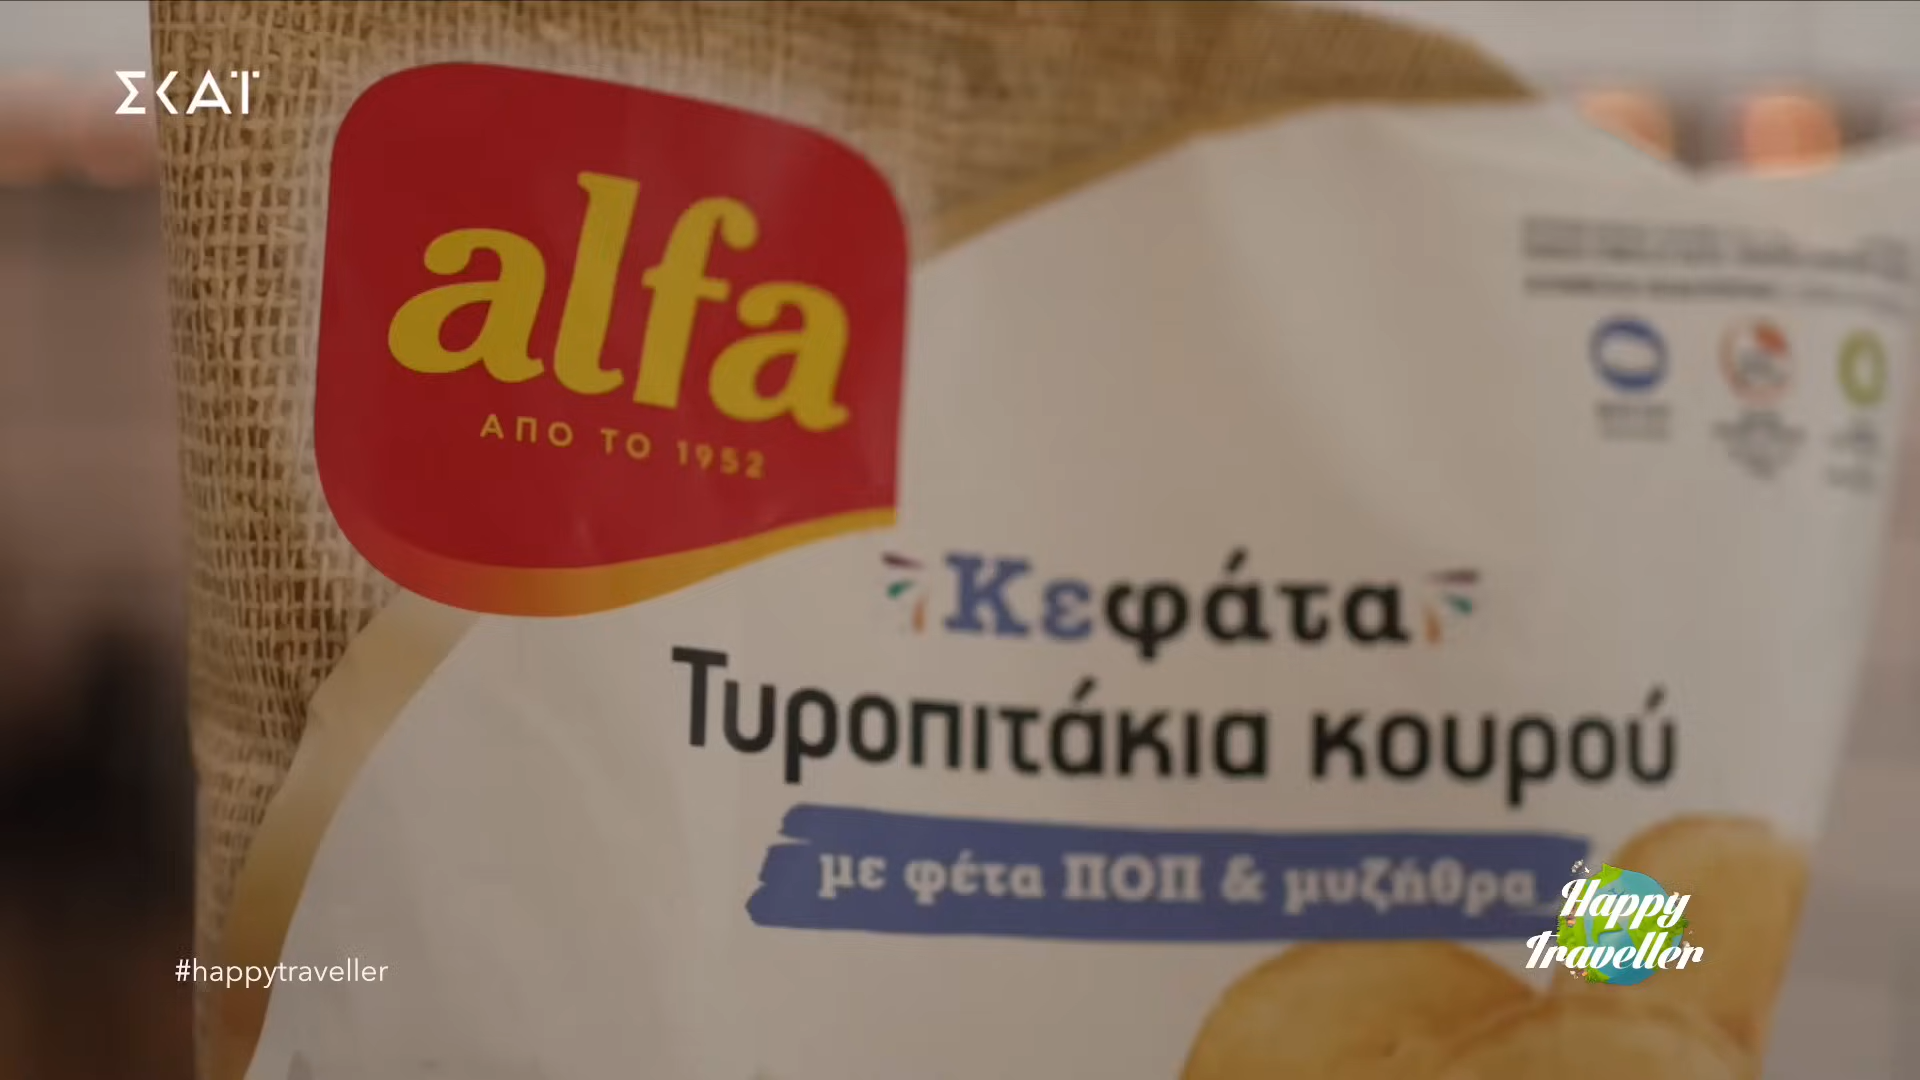 ΣΚΑΪ
alfa
ΑΠΟ ΤΟ 1952
Κεφάτα
Τυροπιτάκια κουρού
με φέτα ΠΟΠ & μυζήθρα
Happy
Traveller
#happytraveller